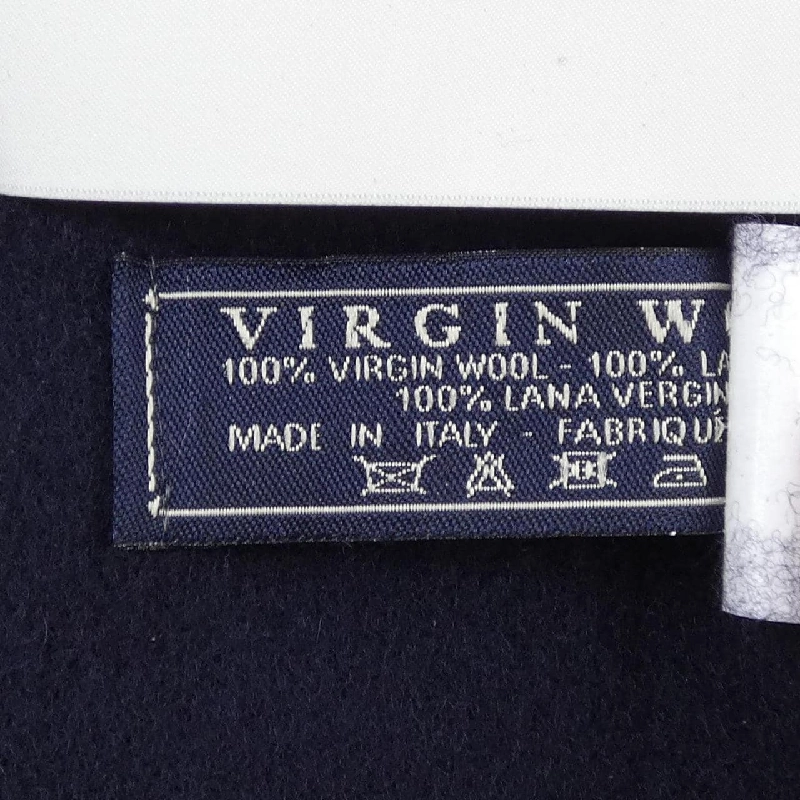 VIRGIN W
100% VIRGIN WOOL - 100% LA
100% LANA VERGIN
MADE IN ITALY - FABRIQU